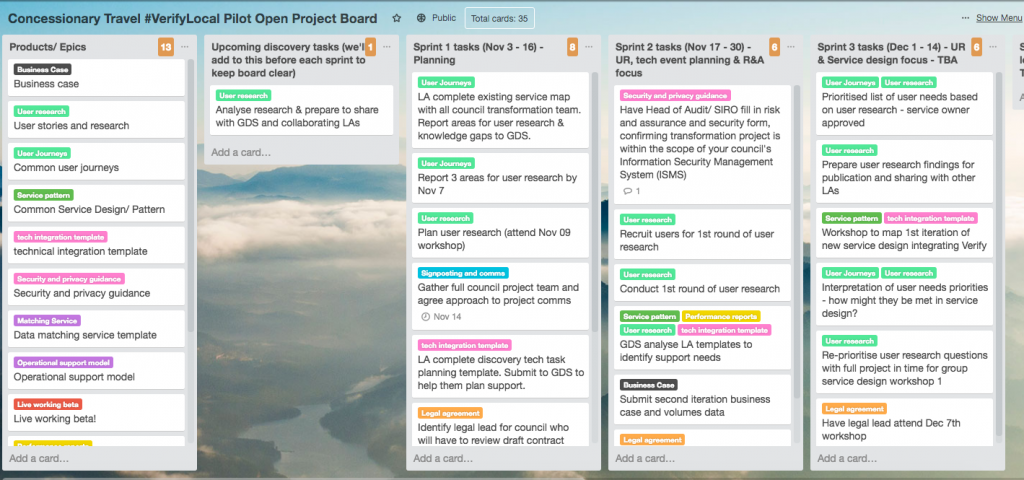 Concessionary Travel #VerifyLocal Pilot Open Project Board
Public
Total cards: 35
... Show Menu
Products/ Epics
13
Business Case
Business case
User research
User stories and research
User Journeys
Common user journeys
Service pattern
Common Service Design/ Pattern
tech integration template
technical integration template
Security and privacy guidance
Security and privacy guidance
Matching Service
Data matching service template
Operational support model
Operational support model
Live working beta
Live working beta!
Performance reports
Add a card...
Upcoming discovery tasks (we'll
add to this before each sprint to
keep board clear)
1
User research
Analyse research & prepare to share
with GDS and collaborating LAs
Add a card...
Sprint 1 tasks (Nov 3 - 16) -
Planning
8
User Journeys
LA complete existing service map
with all council transformation team.
Report areas for user research &
knowledge gaps to GDS.
User Journeys
Report 3 areas for user research by
Nov 7
User research
Plan user research (attend Nov 09
workshop)
Signposting and comms
Gather full council project team and
agree approach to project comms
Nov 14
tech integration template
LA complete discovery tech task
planning template. Submit to GDS to
help them plan support.
Legal agreement
Identify legal lead for council who
will have to review draft contract
Add a card...
Sprint 2 tasks (Nov 17 - 30) -
UR, tech event planning & R&A
focus
6
Security and privacy guidance
Have Head of Audit/ SIRO fill in risk
and assurance and security form,
confirming transformation project is
within the scope of your council's
Information Security Management
System (ISMS)
1
User research
Recruit users for 1st round of user
research
User research
Conduct 1st round of user research
Service pattern Performance reports
User research tech integration template
GDS analyse LA templates to
identify support needs
Business Case
Submit second iteration business
case and volumes data
Legal agreement
Add a card...
Sprint 3 tasks (Dec 1 - 14) - UR
& Service design focus - TBA
6
User Journeys User research
Prioritised list of user needs based
on user research - service owner
approved
User research
Prepare user research findings for
publication and sharing with other
LAs
Service pattern tech integration template
Workshop to map 1st iteration of
new service design integrating Verify
User Journeys User research
Interpretation of user needs priorities
- how might they be met in service
design?
User research
Re-prioritise user research questions
with full project in time for group
service design workshop 1
Legal agreement
Have legal lead attend Dec 7th
workshop
Add a card...